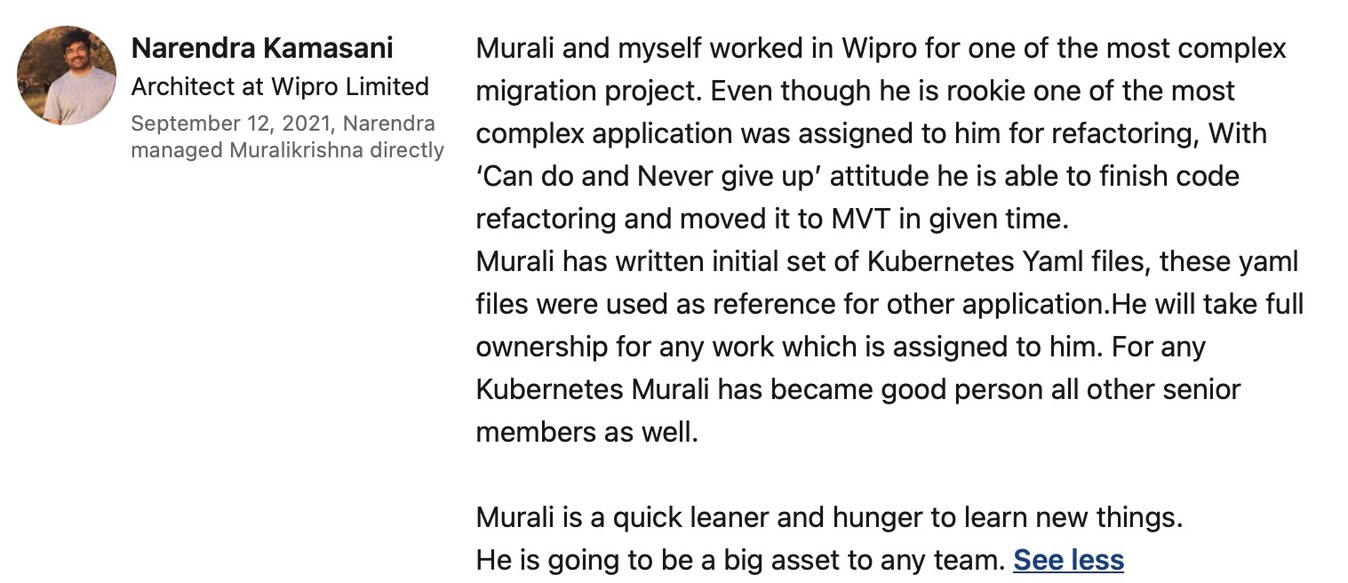 Narendra Kamasani
Architect at Wipro Limited
September 12, 2021, Narendra
managed Muralikrishna directly
Murali and myself worked in Wipro for one of the most complex
migration project. Even though he is rookie one of the most
complex application was assigned to him for refactoring, With
‘Can do and Never give up’ attitude he is able to finish code
refactoring and moved it to MVT in given time.
Murali has written initial set of Kubernetes Yaml files, these yaml
files were used as reference for other application.He will take full
ownership for any work which is assigned to him. For any
Kubernetes Murali has became good person all other senior
members as well.
Murali is a quick leaner and hunger to learn new things.
He is going to be a big asset to any team. See less